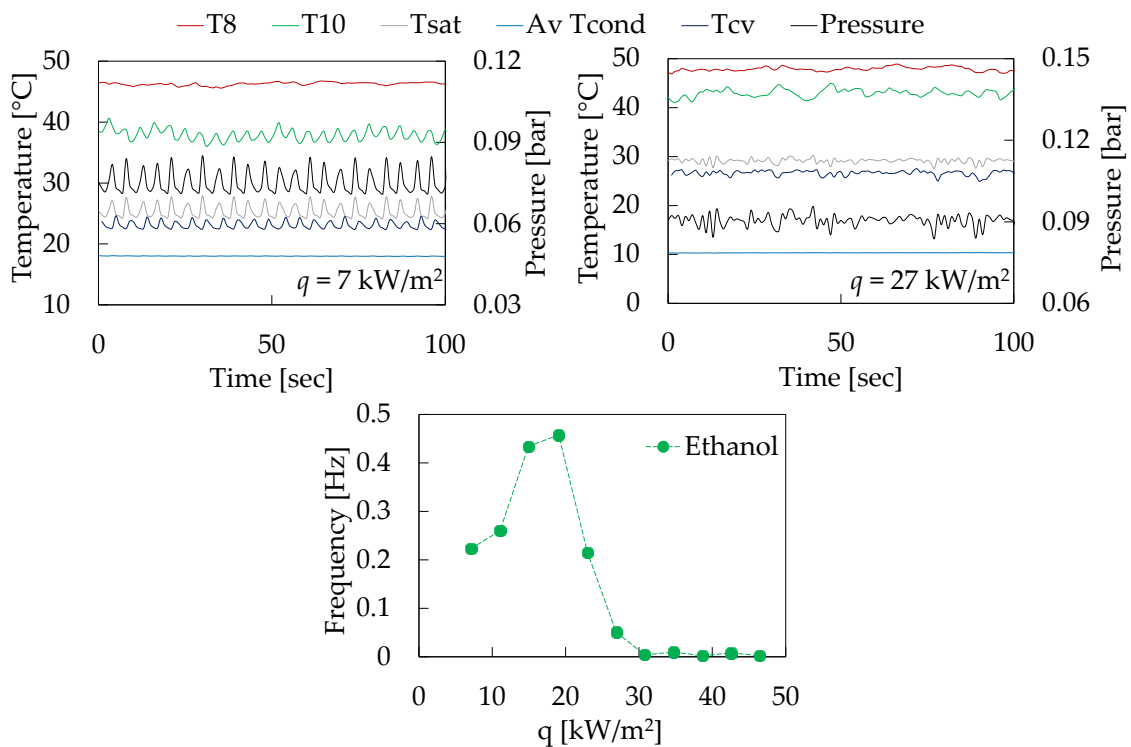 T8 T10 Tsat Av Tcond Tcv Pressure
50 0.12
40 0.09
30
20 0.06
10 0.03
Temperature [°C]
Pressure [bar]
q = 7 kW/m²
0 50 100
Time [sec]
50 0.15
40 0.12
30
20 0.09
10
0 0.06
Temperature [°C]
Pressure [bar]
q = 27 kW/m²
0 50 100
Time [sec]
0.5
0.4
0.3
0.2
0.1
0
Frequency [Hz]
Ethanol
0 10 20 30 40 50
q [kW/m²]